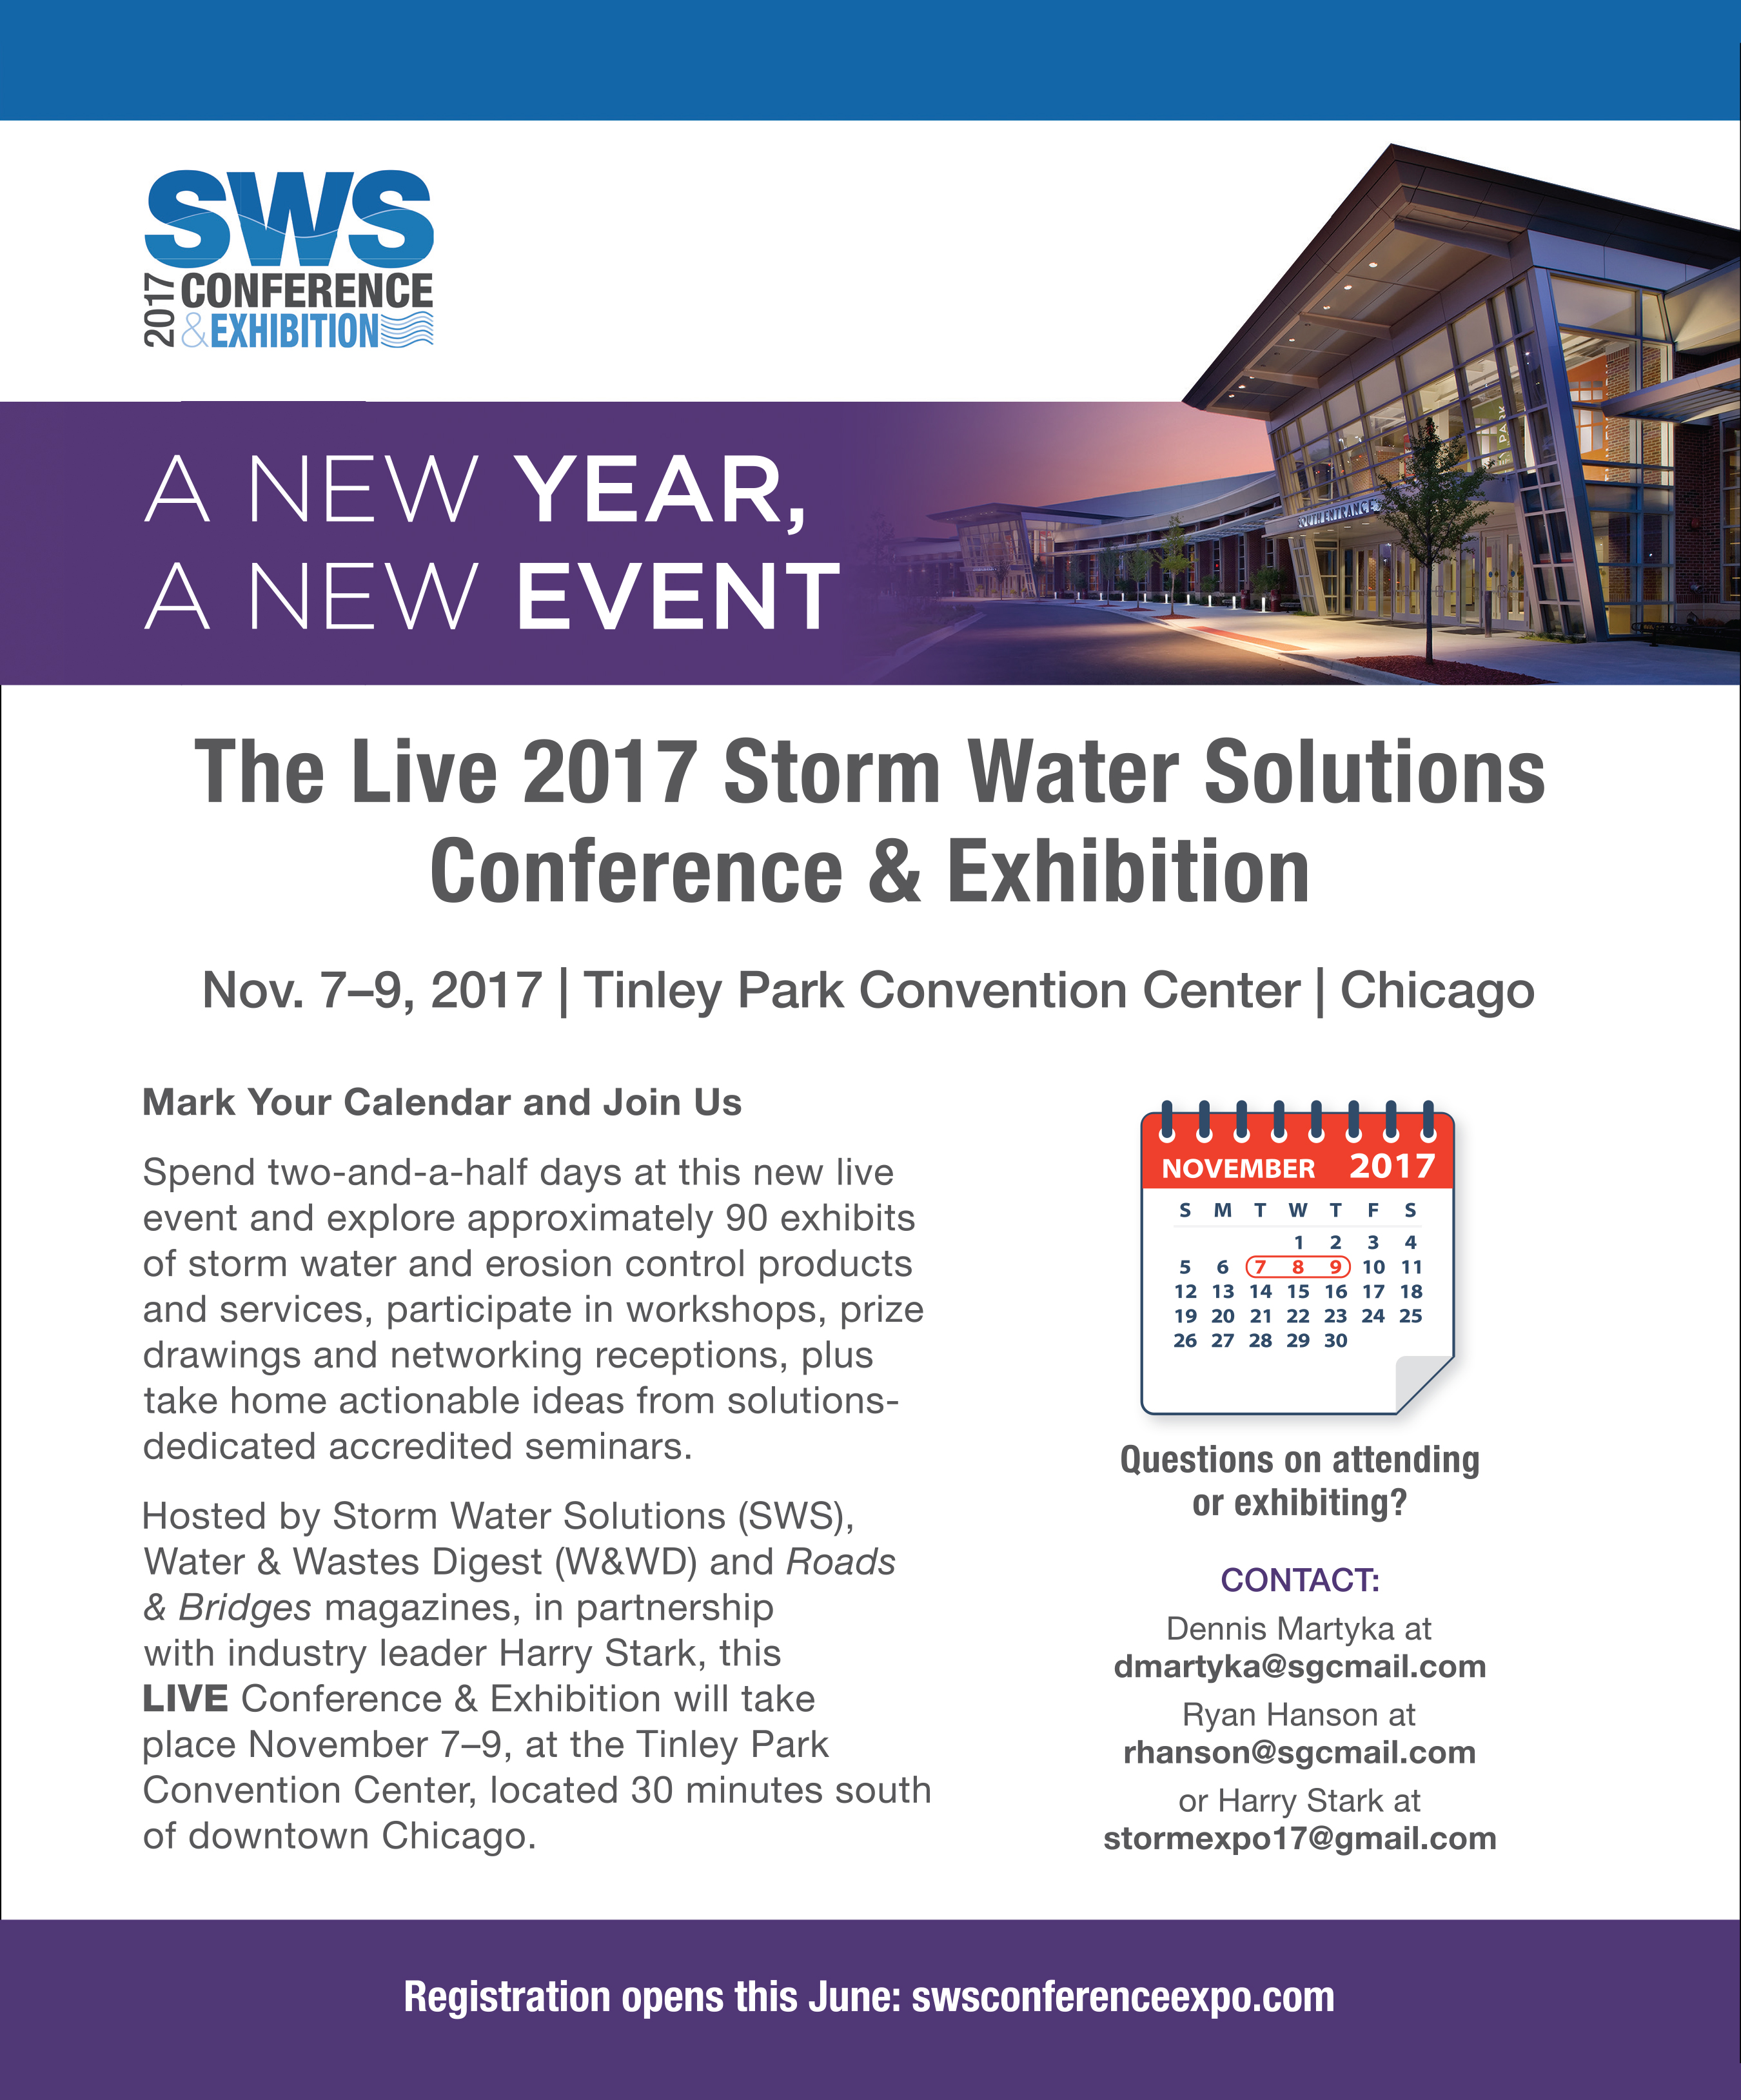 SWS
2017 CONFERENCE
& EXHIBITION
A NEW YEAR,
A NEW EVENT
PARK
SOUTH ENTRANCE
The Live 2017 Storm Water Solutions
Conference & Exhibition
Nov. 7–9, 2017 | Tinley Park Convention Center | Chicago
Mark Your Calendar and Join Us
Spend two-and-a-half days at this new live
event and explore approximately 90 exhibits
of storm water and erosion control products
and services, participate in workshops, prize
drawings and networking receptions, plus
take home actionable ideas from solutions-
dedicated accredited seminars.
Hosted by Storm Water Solutions (SWS),
Water & Wastes Digest (W&WD) and Roads
& Bridges magazines, in partnership
with industry leader Harry Stark, this
LIVE Conference & Exhibition will take
place November 7–9, at the Tinley Park
Convention Center, located 30 minutes south
of downtown Chicago.
NOVEMBER 2017
S M T W T F S
1 2 3 4
5 6 7 8 9 10 11
12 13 14 15 16 17 18
19 20 21 22 23 24 25
26 27 28 29 30
Questions on attending
or exhibiting?
CONTACT:
Dennis Martyka at
dmartyka@sgcmail.com
Ryan Hanson at
rhanson@sgcmail.com
or Harry Stark at
stormexpo17@gmail.com
Registration opens this June: swsconferenceexpo.com